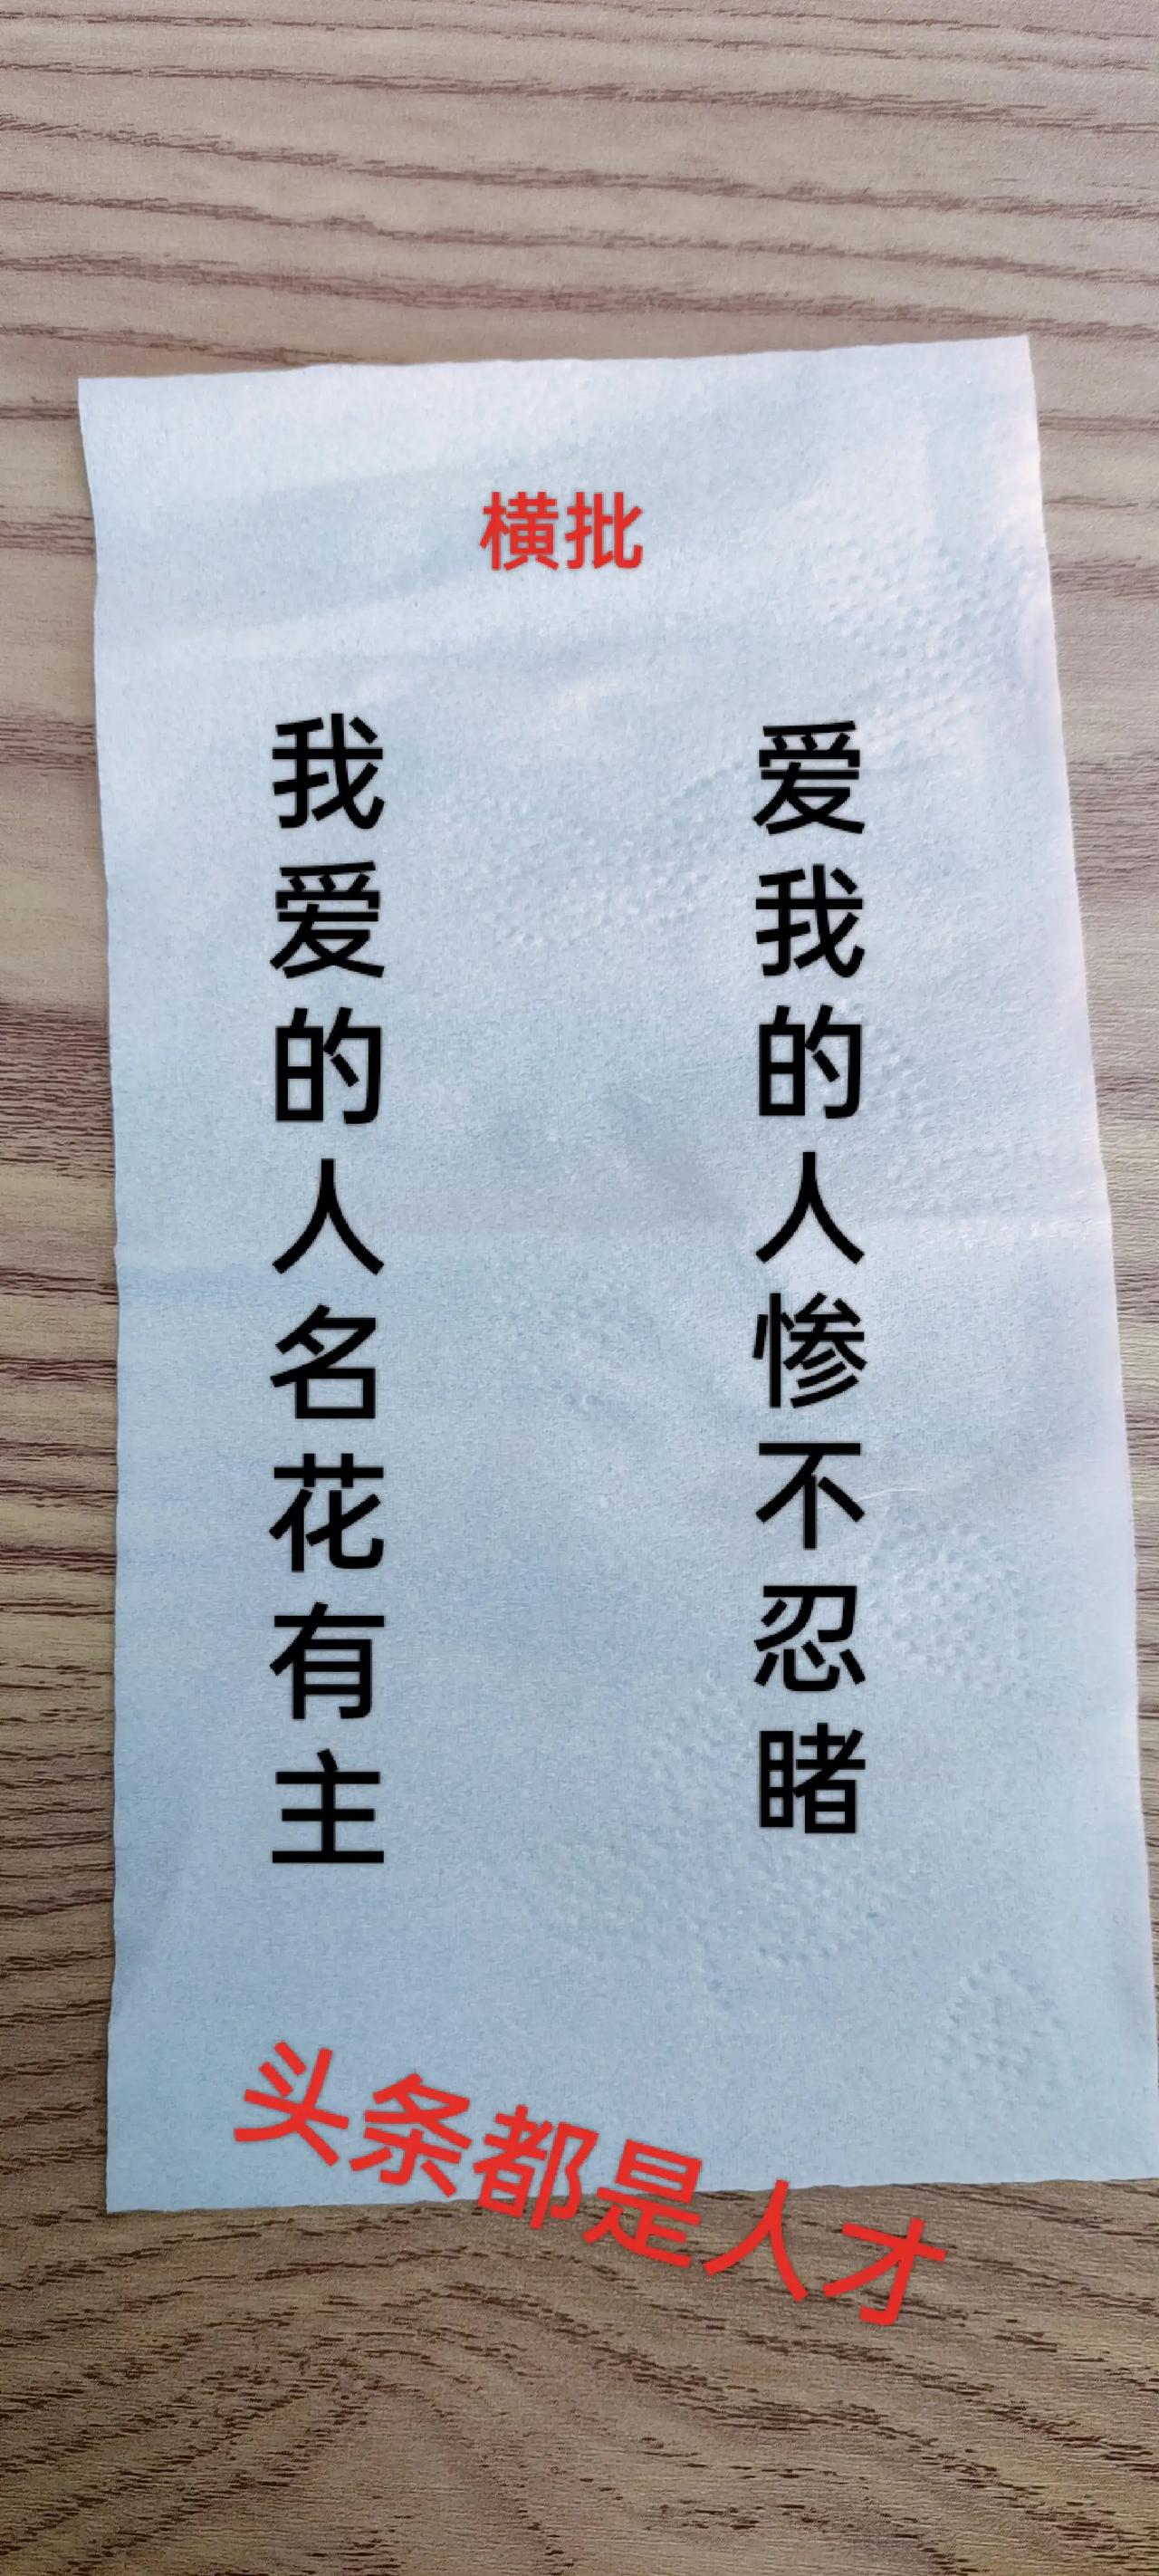 横批
我爱的人名花有主
爱我的人惨不忍睹
头条都是人才